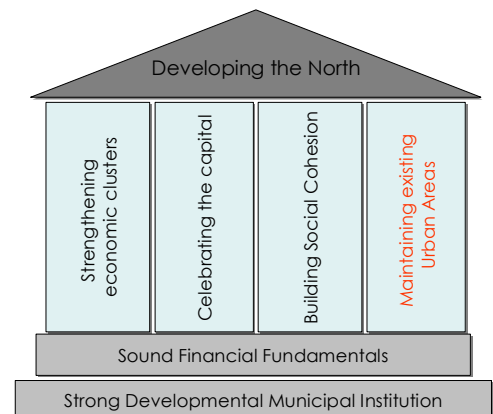 Developing the North
Strengthening
economic clusters
Celebrating the capital
Building Social Cohesion
Maintaining existing
Urban Areas
Sound Financial Fundamentals
Strong Developmental Municipal Institution